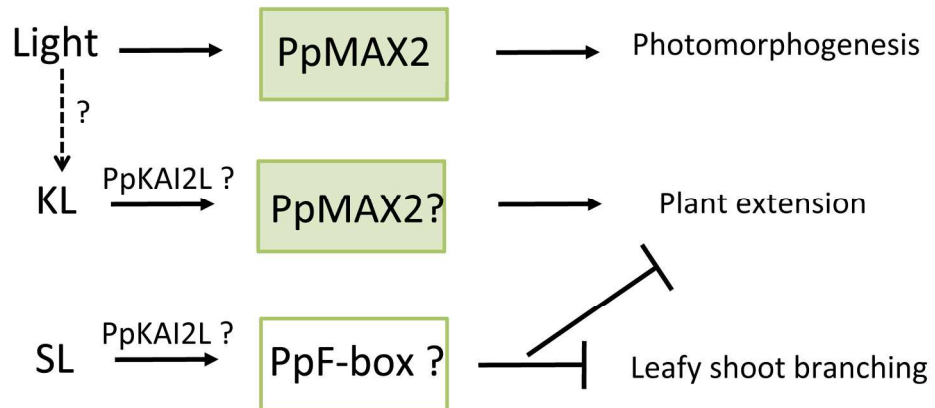 Light
PpMAX2
Photomorphogenesis
?
KL
PpKAI2L ?
PpMAX2?
Plant extension
SL
PpKAI2L ?
PpF-box ?
Leafy shoot branching